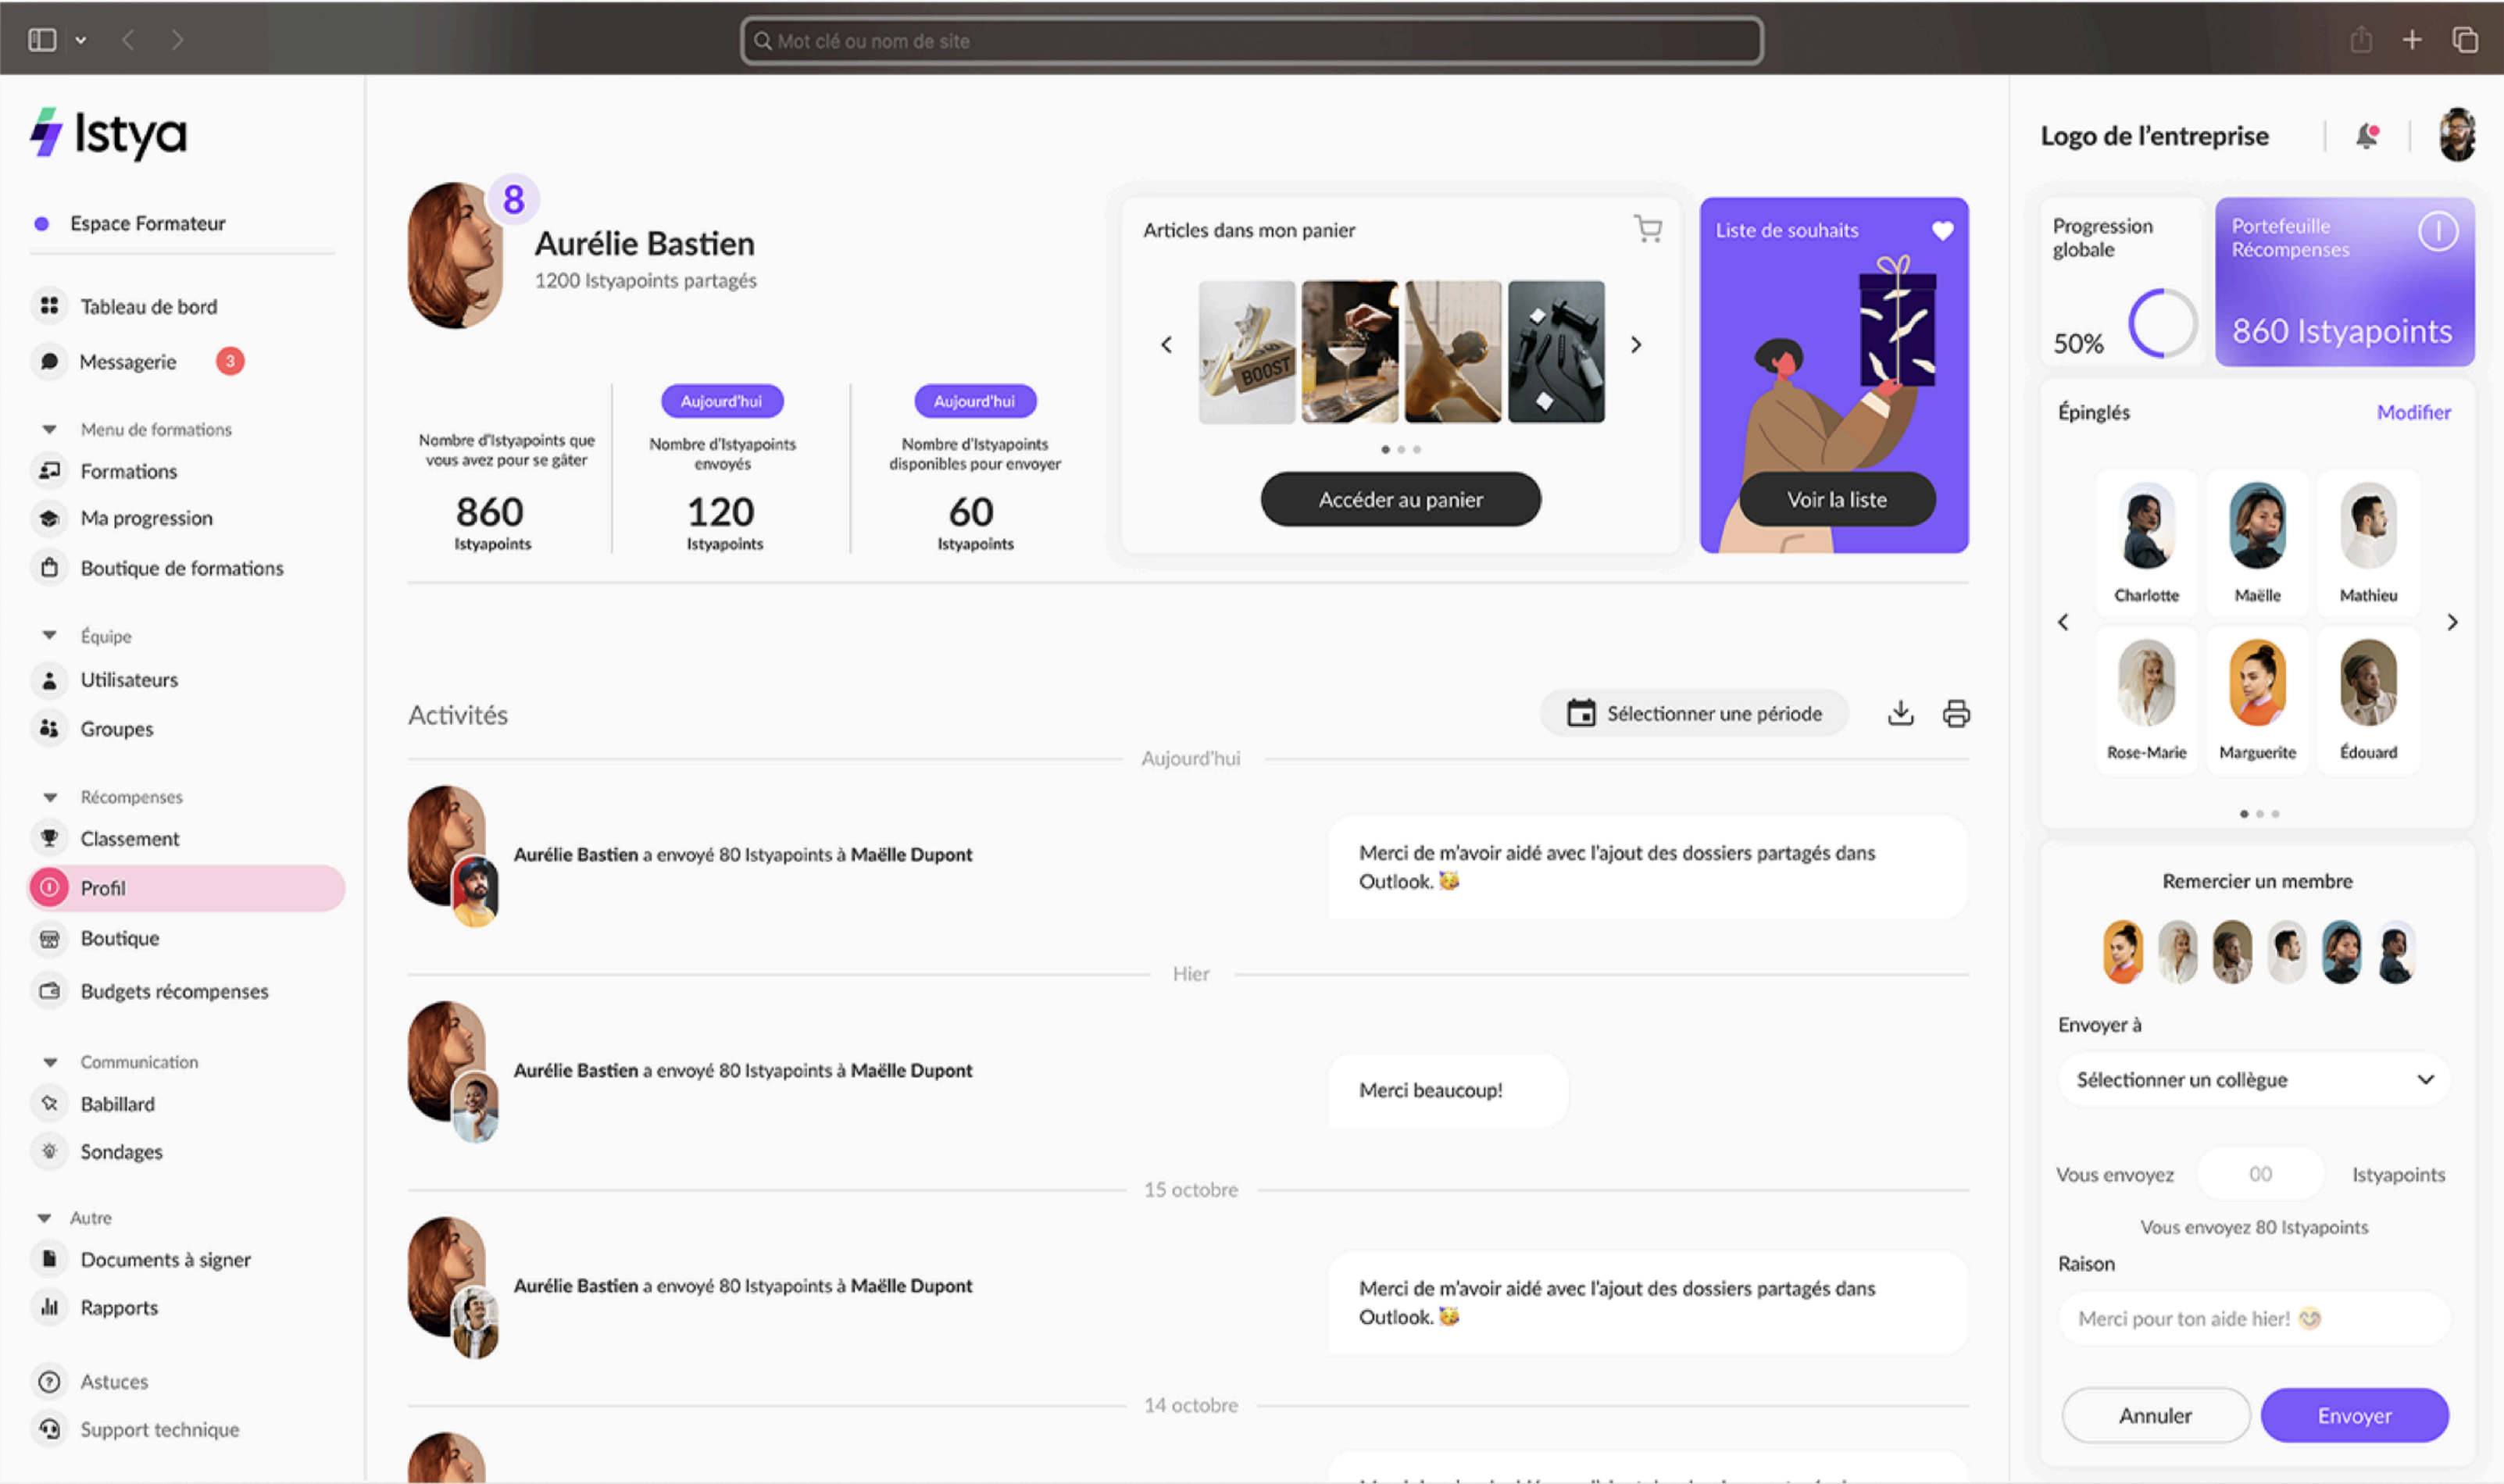 Mot clé ou nom de site
Istya
Espace Formateur
Tableau de bord
Messagerie 3
Menu de formations
Formations
Ma progression
Boutique de formations
Équipe
Utilisateurs
Groupes
Récompenses
Classement
Profil
Boutique
Budgets récompenses
Communication
Babillard
Sondages
Autre
Documents à signer
Rapports
Astuces
Support technique
8
Aurélie Bastien
1200 Istyapoints partagés
Nombre d'Istyapoints que
vous avez pour se gâter
860
Istyapoints
Aujourd'hui
Nombre d'Istyapoints
envoyés
120
Istyapoints
Aujourd'hui
Nombre d'Istyapoints
disponibles pour envoyer
60
Istyapoints
Articles dans mon panier
BOOST
Accéder au panier
Liste de souhaits
Voir la liste
Activités
Sélectionner une période
Aujourd'hui
Aurélie Bastien a envoyé 80 Istyapoints à Maëlle Dupont
Merci de m'avoir aidé avec l'ajout des dossiers partagés dans
Outlook. 🥳
Hier
Aurélie Bastien a envoyé 80 Istyapoints à Maëlle Dupont
Merci beaucoup!
15 octobre
Aurélie Bastien a envoyé 80 Istyapoints à Maëlle Dupont
Merci de m'avoir aidé avec l'ajout des dossiers partagés dans
Outlook. 🥳
14 octobre
Logo de l'entreprise
Progression
globale
50%
Portefeuille
Récompenses
860 Istyapoints
Épinglés
Modifier
Charlotte
Maëlle
Mathieu
Rose-Marie
Marguerite
Édouard
Remercier un membre
Envoyer à
Sélectionner un collègue
Vous envoyez 00 Istyapoints
Vous envoyez 80 Istyapoints
Raison
Merci pour ton aide hier! 😊
Annuler
Envoyer